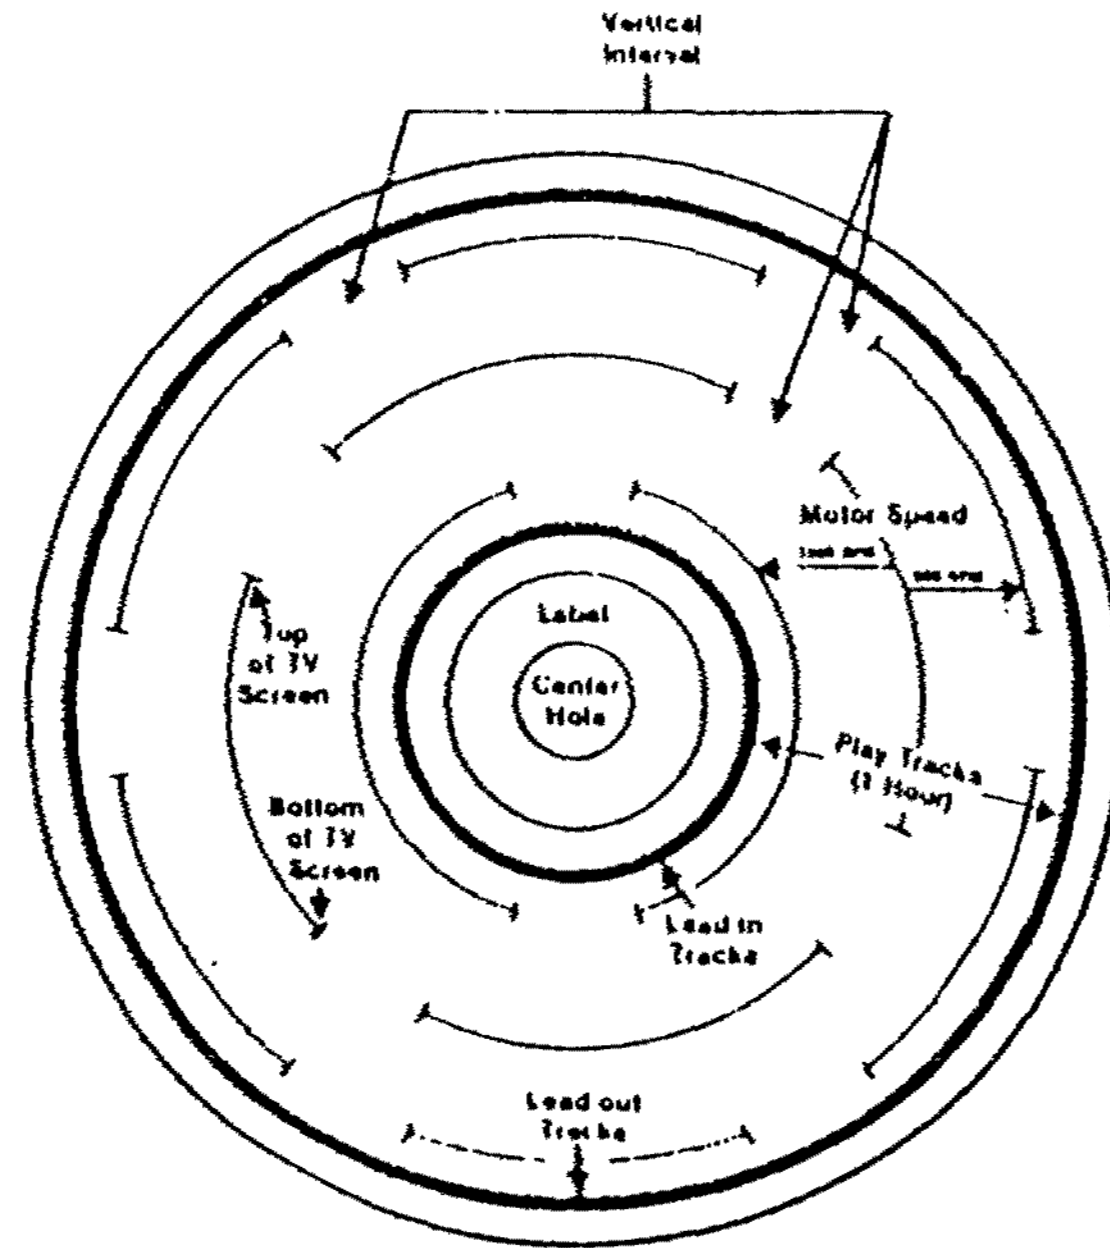 Vertical
Interval
Motor Speed
Label
Center
Hole
Top
of TV
Screen
Bottom
of TV
Screen
Play Tracks
(1 Hour)
Lead in
Tracks
Lead out
Tracks